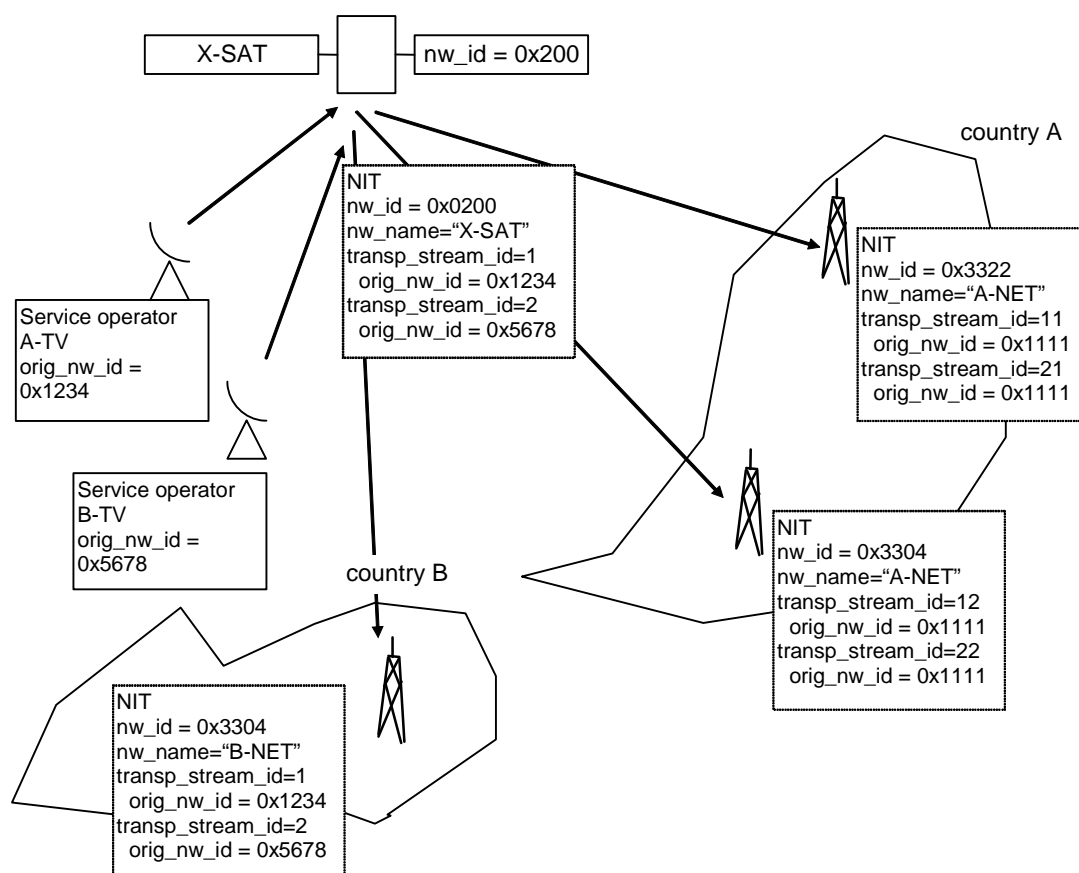 X-SAT
nw_id = 0x200
country A
NIT
nw_id = 0x0200
nw_name="X-SAT"
transp_stream_id=1
orig_nw_id = 0x1234
transp_stream_id=2
orig_nw_id = 0x5678
NIT
nw_id = 0x3322
nw_name="A-NET"
transp_stream_id=11
orig_nw_id = 0x1111
transp_stream_id=21
orig_nw_id = 0x1111
Service operator
A-TV
orig_nw_id =
0x1234
Service operator
B-TV
orig_nw_id =
0x5678
NIT
nw_id = 0x3304
nw_name="A-NET"
transp_stream_id=12
orig_nw_id = 0x1111
transp_stream_id=22
orig_nw_id = 0x1111
country B
NIT
nw_id = 0x3304
nw_name="B-NET"
transp_stream_id=1
orig_nw_id = 0x1234
transp_stream_id=2
orig_nw_id = 0x5678